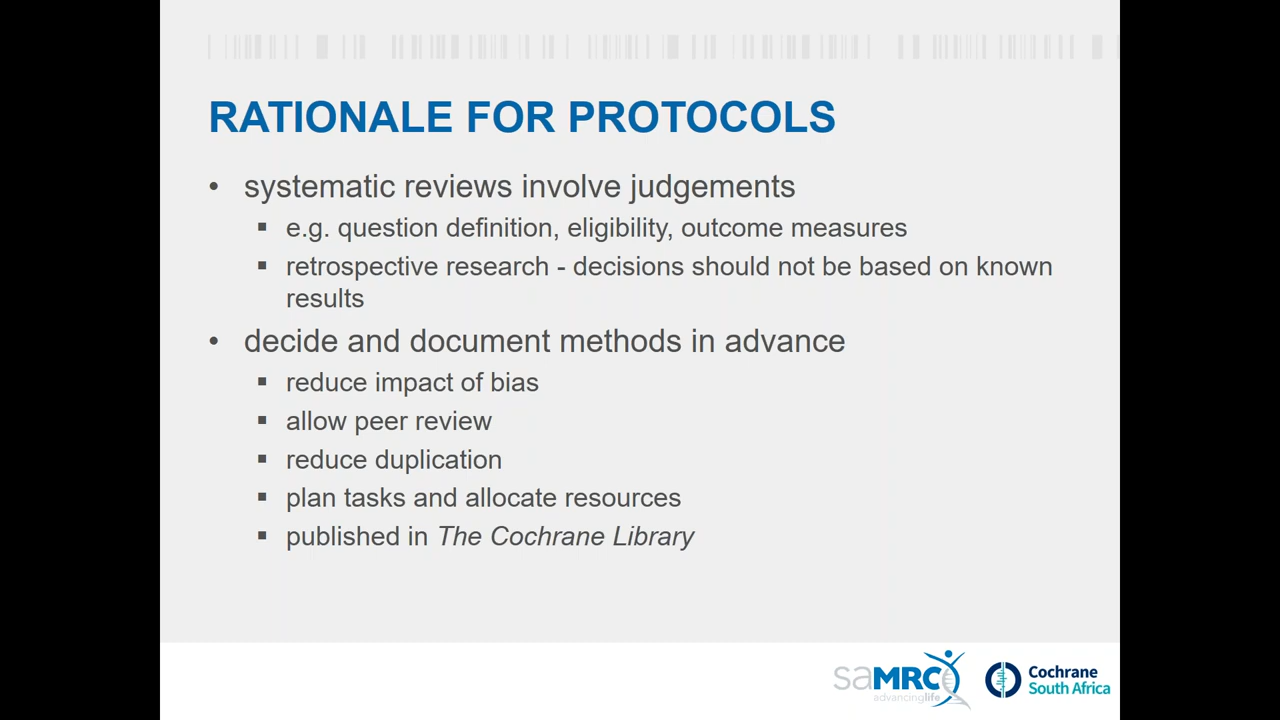 RATIONALE FOR PROTOCOLS
• systematic reviews involve judgements
▪ e.g. question definition, eligibility, outcome measures
▪ retrospective research - decisions should not be based on known
results
• decide and document methods in advance
▪ reduce impact of bias
▪ allow peer review
▪ reduce duplication
▪ plan tasks and allocate resources
▪ published in The Cochrane Library
saMRC
advancinglife
Cochrane
South Africa